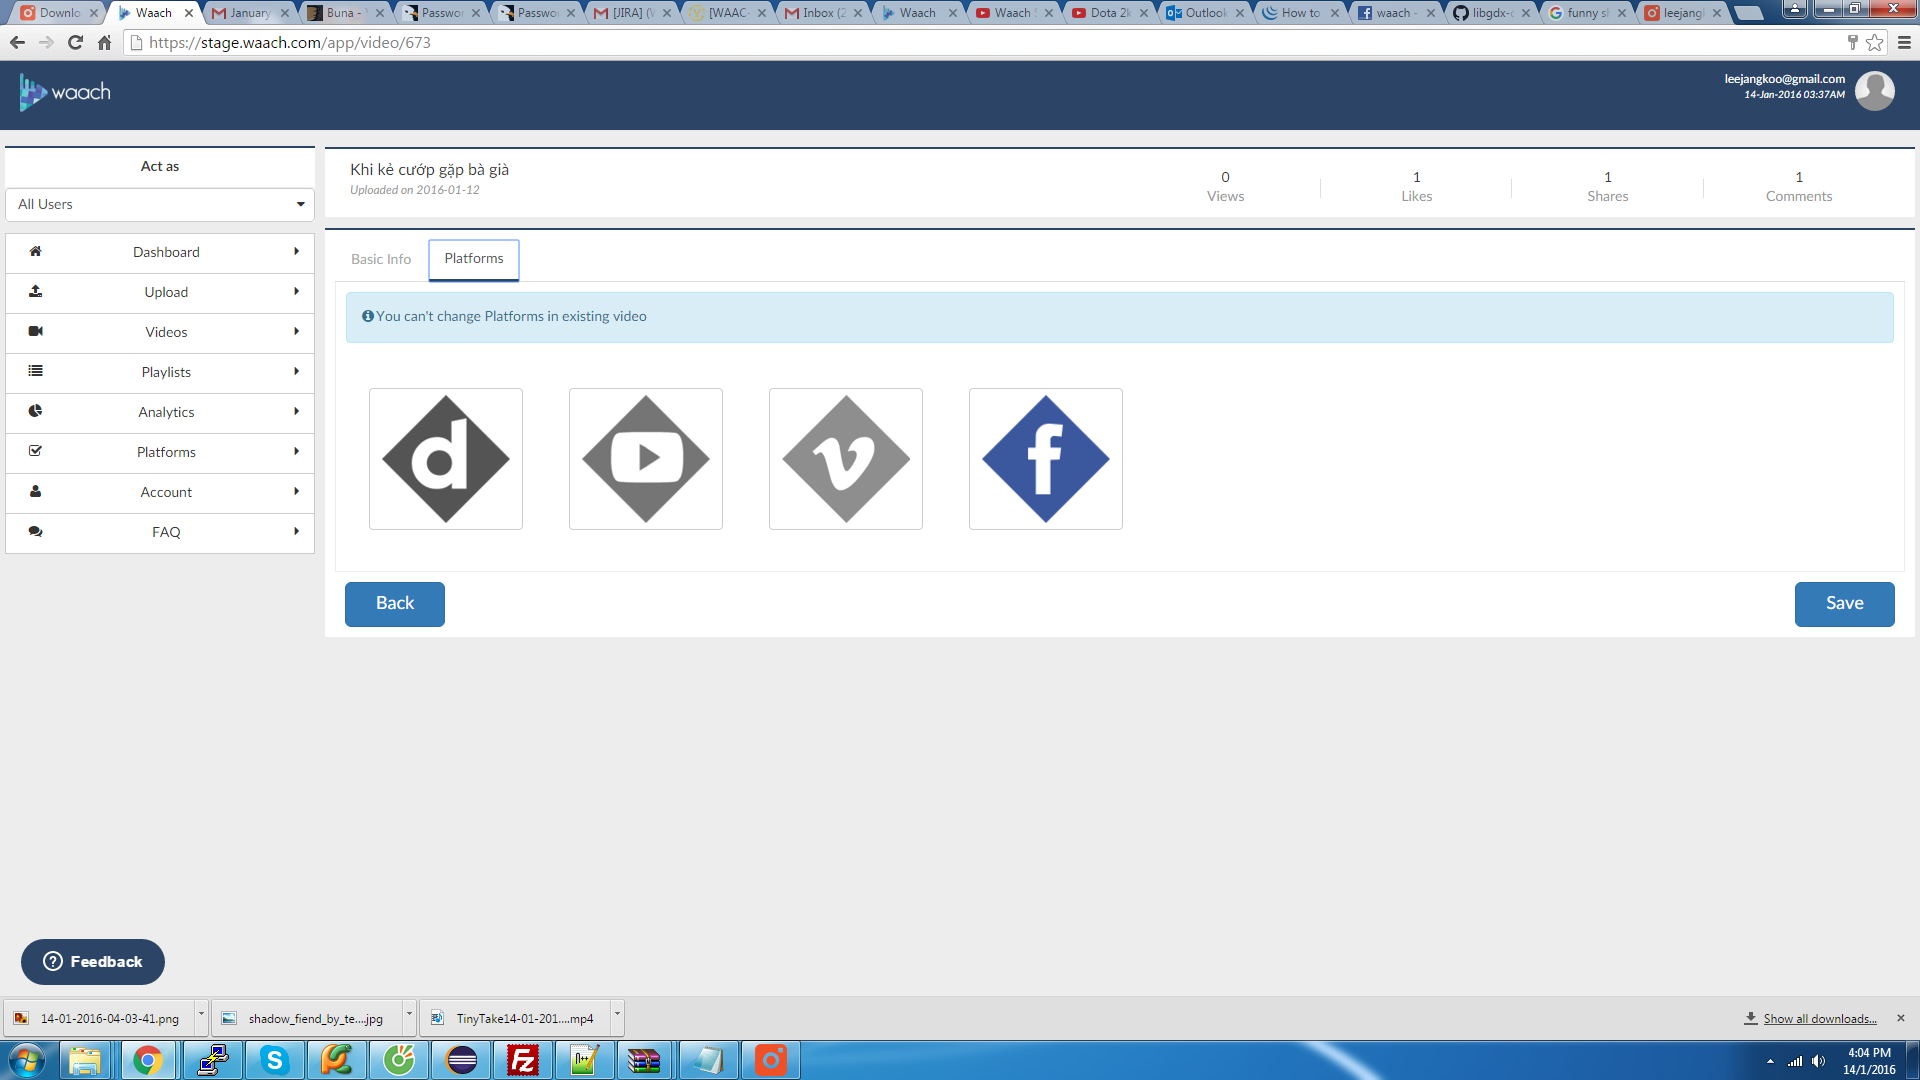 Downlo
Waach
January
Buna -
Passwo
Passwo
[JIRA] (
[WAAC-
Inbox (2
Waach
Waach
Dota 2k
Outlook
How to
waach -
libgdx-
funny s
leejang
https://stage.waach.com/app/video/673
waach
leejangkoo@gmail.com
14-Jan-2016 03:37AM
Act as
All Users
Dashboard
Upload
Videos
Playlists
Analytics
Platforms
Account
FAQ
Khi kẻ cướp gặp bà già
Uploaded on 2016-01-12
0
Views
1
Likes
1
Shares
1
Comments
Basic Info
Platforms
You can't change Platforms in existing video
Back
Save
Feedback
14-01-2016-04-03-41.png
shadow_fiend_by_te....jpg
TinyTake14-01-201....mp4
Show all downloads...
4:04 PM
14/1/2016